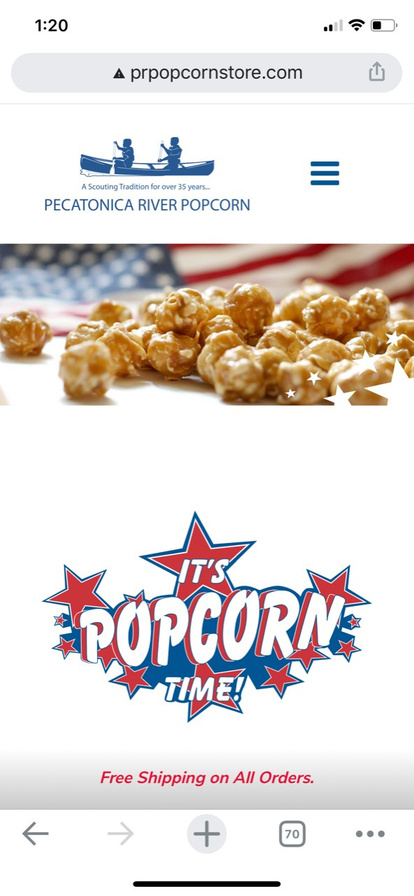 1:20
prpopcornstore.com
A Scouting Tradition for over 35 years...
PECATONICA RIVER POPCORN
IT'S
POPCORN
TIME!
Free Shipping on All Orders.
70